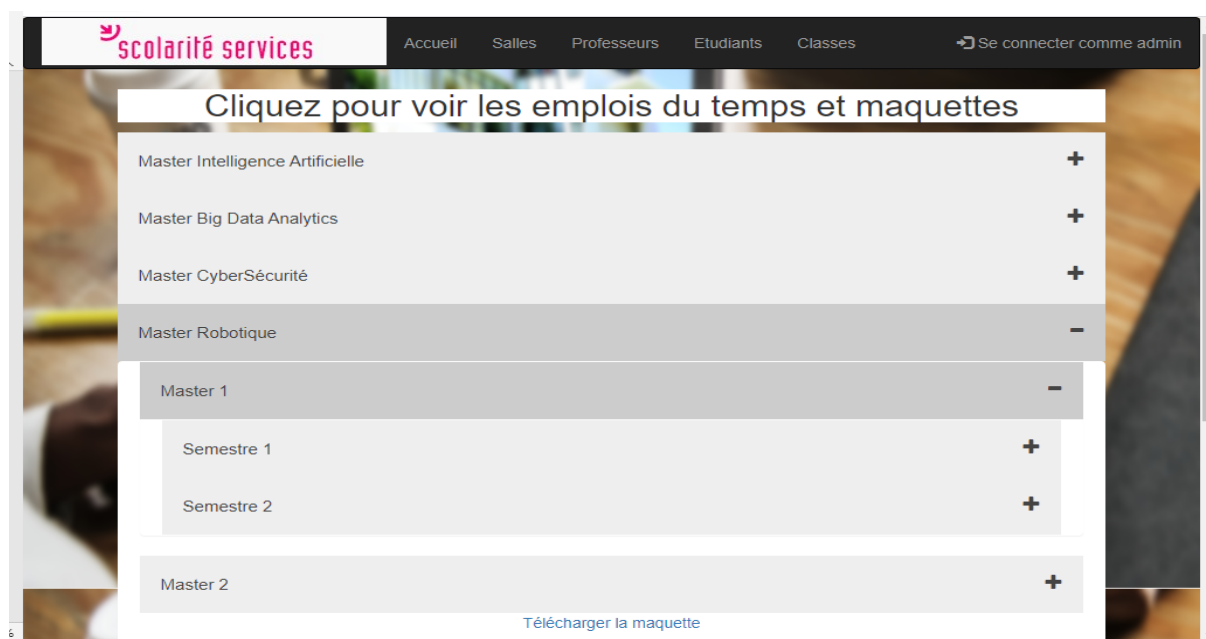 scolarité services
Accueil Salles Professeurs Etudiants Classes Se connecter comme admin
Cliquez pour voir les emplois du temps et maquettes
Master Intelligence Artificielle
Master Big Data Analytics
Master CyberSécurité
Master Robotique
Master 1
Semestre 1
Semestre 2
Master 2
Télécharger la maquette